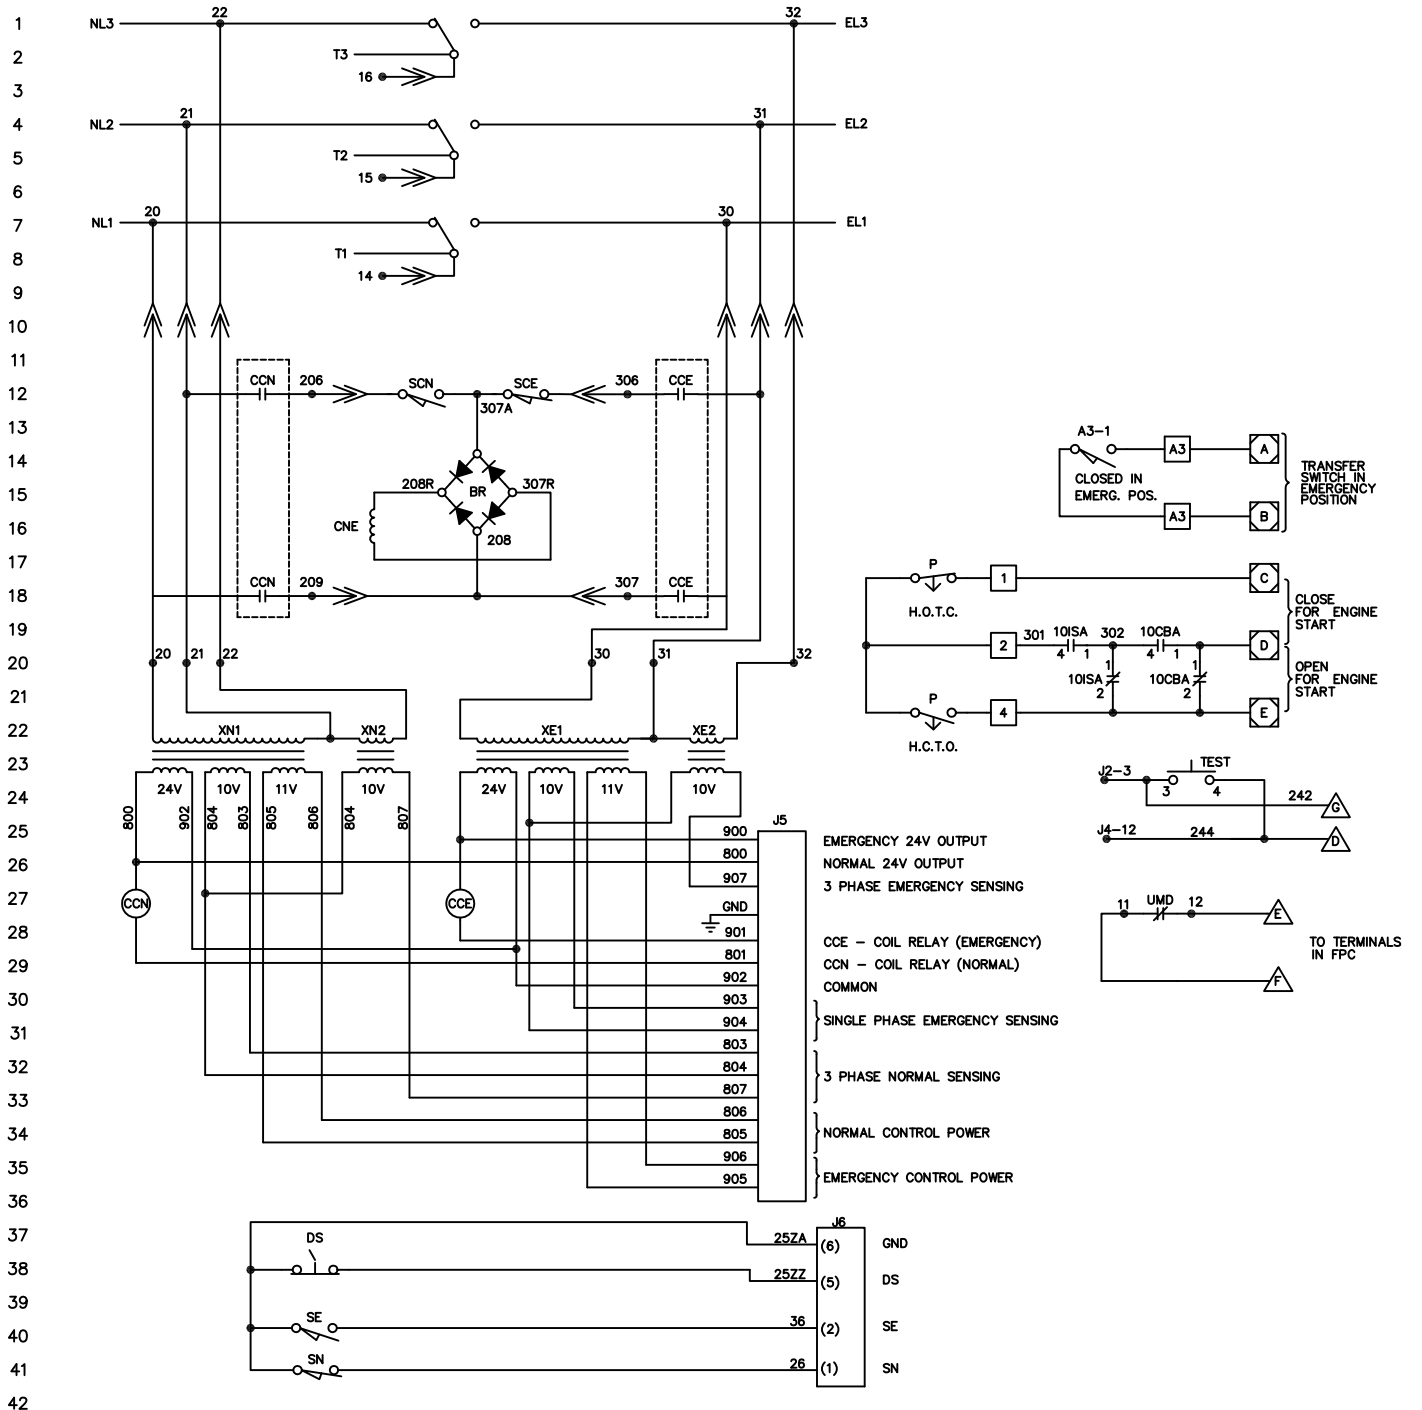 1
NL3
22
32
EL3
2
T3
16
3
4
NL2
21
31
EL2
5
T2
15
6
7
NL1
20
30
EL1
8
T1
14
9
10
11
12
CCN
206
SCN
SCE
306
CCE
307A
13
A3-1
14
A3
A
208R
BR
307R
CLOSED IN
EMERG. POS.
TRANSFER
SWITCH IN
EMERGENCY
POSITION
15
16
CNE
208
A3
B
17
18
CCN
209
307
CCE
P
1
C
H.O.T.C.
CLOSE
FOR ENGINE
START
19
2
301
10ISA
302
10CBA
D
4
1
4
1
20
20
21
22
30
31
32
1
10ISA
2
1
10CBA
2
OPEN
FOR ENGINE
START
21
P
4
E
H.C.T.O.
22
XN1
XN2
XE1
XE2
23
24V
10V
11V
10V
24V
10V
11V
10V
J2-3
TEST
3
4
24
800
902
804
803
805
806
804
807
242
G
J5
25
900
EMERGENCY 24V OUTPUT
J4-12
244
D
26
800
NORMAL 24V OUTPUT
907
3 PHASE EMERGENCY SENSING
27
CCN
CCE
GND
11
UMD
12
E
28
901
CCE - COIL RELAY (EMERGENCY)
TO TERMINALS
IN FPC
29
801
CCN - COIL RELAY (NORMAL)
902
COMMON
F
30
903
SINGLE PHASE EMERGENCY SENSING
31
904
803
32
804
3 PHASE NORMAL SENSING
33
807
806
34
NORMAL CONTROL POWER
805
35
906
EMERGENCY CONTROL POWER
905
36
J6
37
DS
25ZA
(6)
GND
38
25ZZ
(5)
DS
39
40
SE
36
(2)
SE
41
SN
26
(1)
SN
42